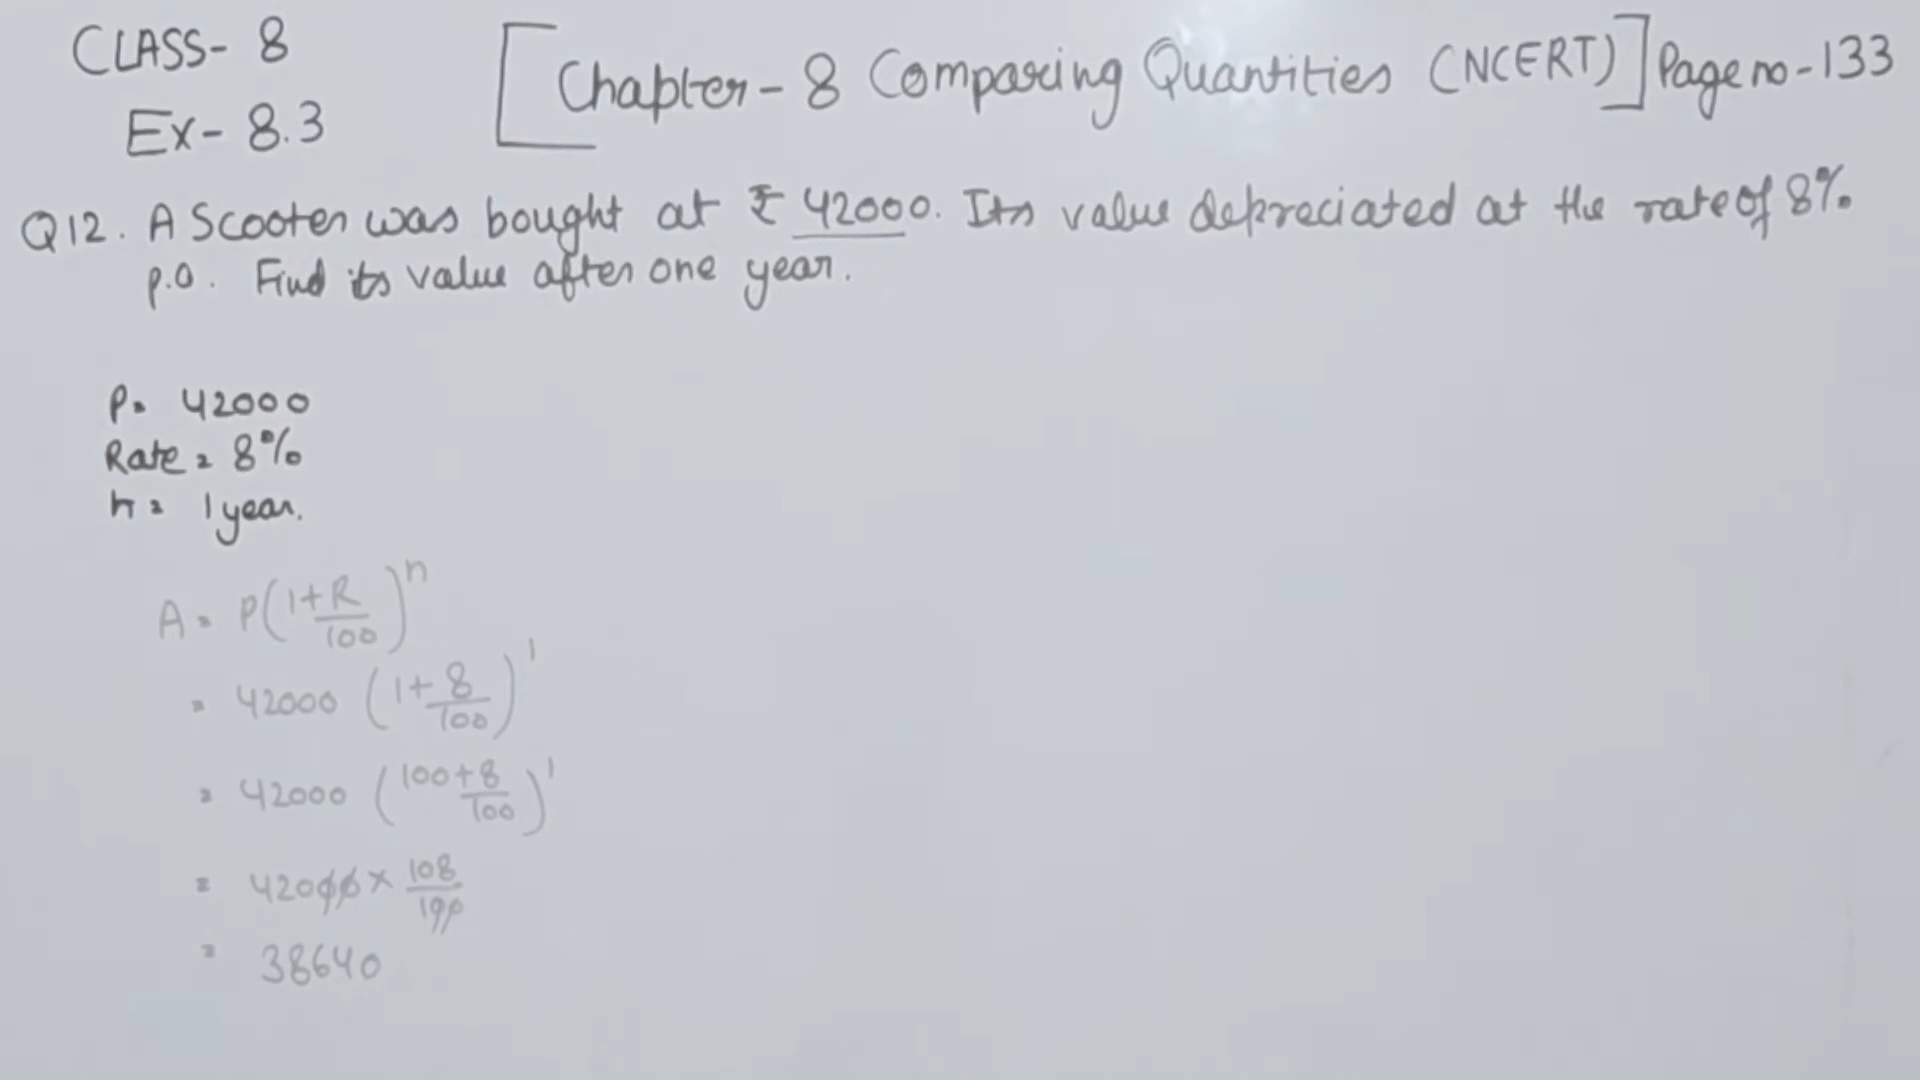 CLASS- 8
[Chapter-8 Comparing Quantities (NCERT)] Page no-133
Ex- 8.3
Q12. A Scooter was bought at ₹ 42000. Its value depreciated at the rate of 8%
p.a. Find its value after one year.
P= 42000
Rate = 8%
n= 1 year.
A= P(1+R/100)^n
= 42000 (1+8/100)^1
= 42000 (100+8/100)^1
= 42000 × 108/100
= 38640